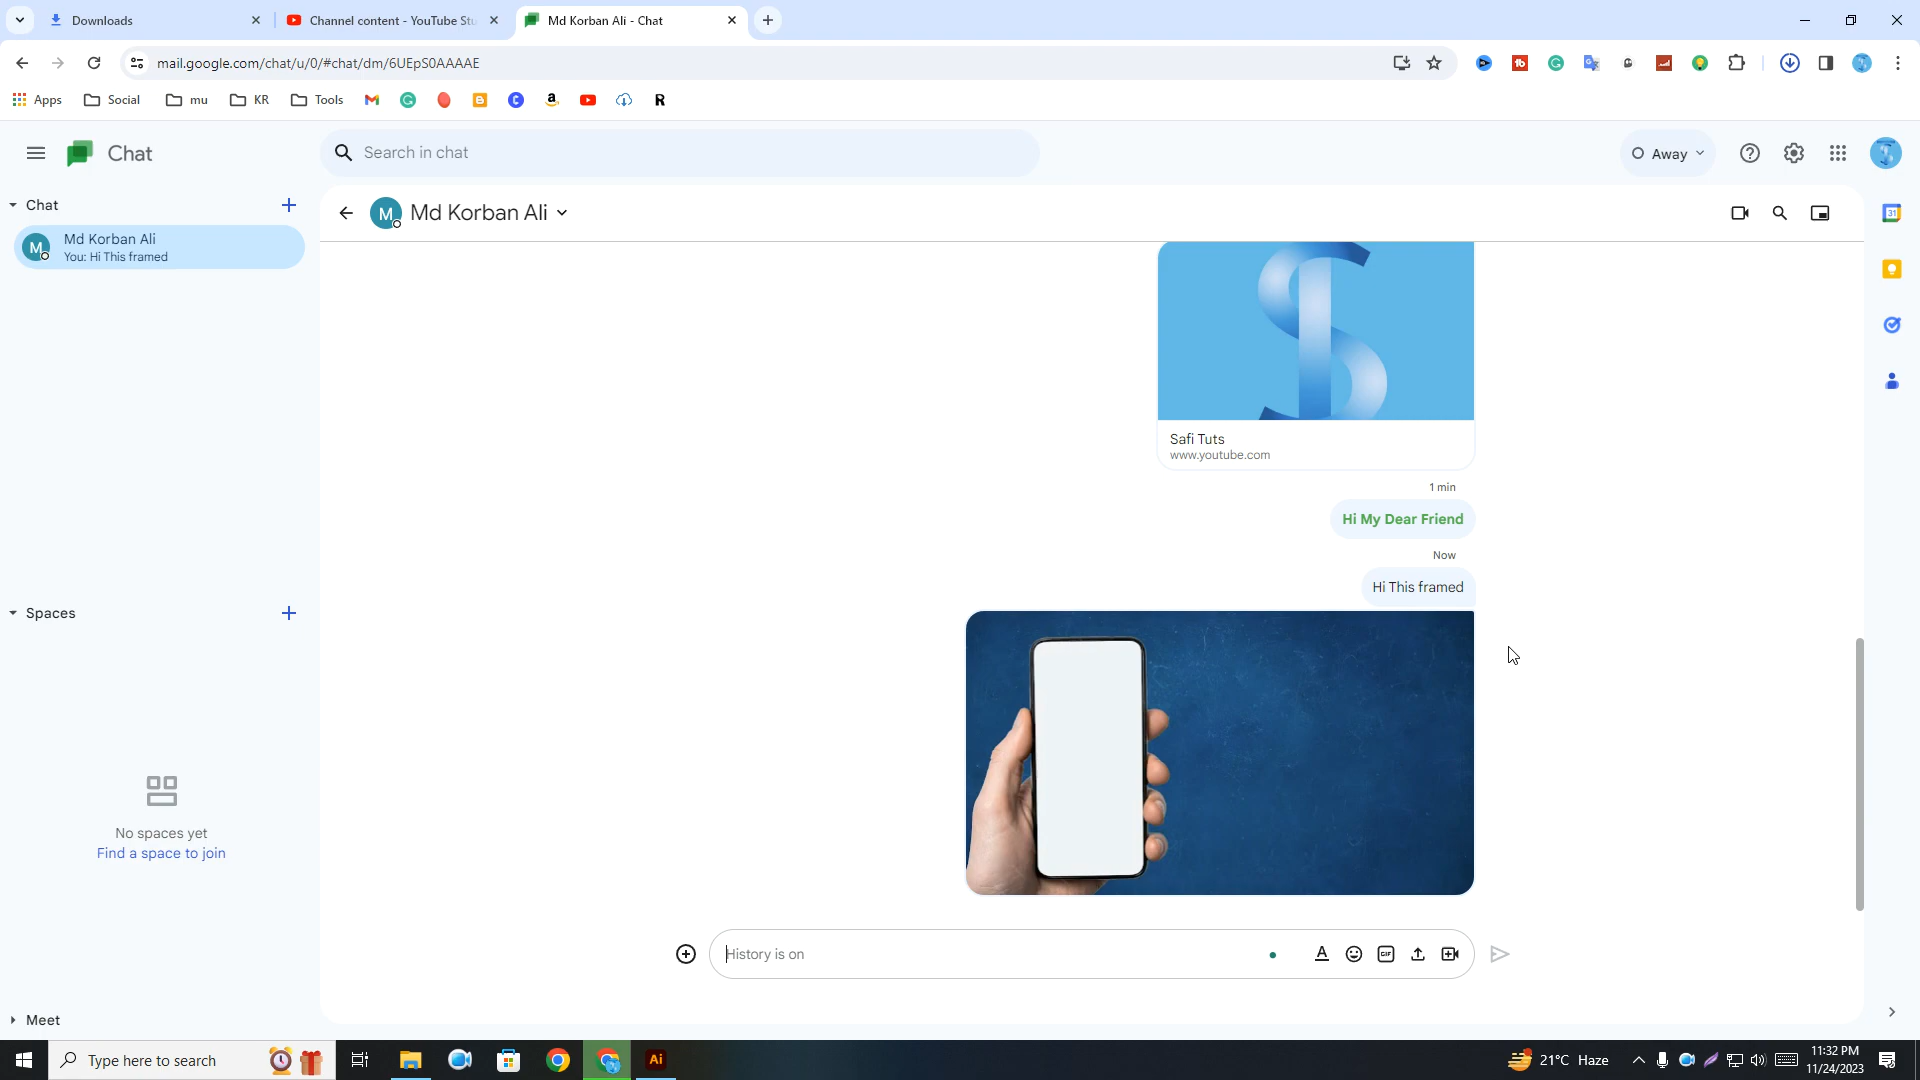 Downloads
Channel content - YouTube Stu
Md Korban Ali - Chat
mail.google.com/chat/u/0/#chat/dm/6UEpS0AAAAE
Apps
Social
mu
KR
Tools
Chat
Search in chat
Away
Chat
Md Korban Ali
You: Hi This framed
Md Korban Ali
Safi Tuts
www.youtube.com
1 min
Hi My Dear Friend
Now
Hi This framed
Spaces
No spaces yet
Find a space to join
History is on
GIF
Meet
Type here to search
Ai
21°C Haze
11:32 PM
11/24/2023